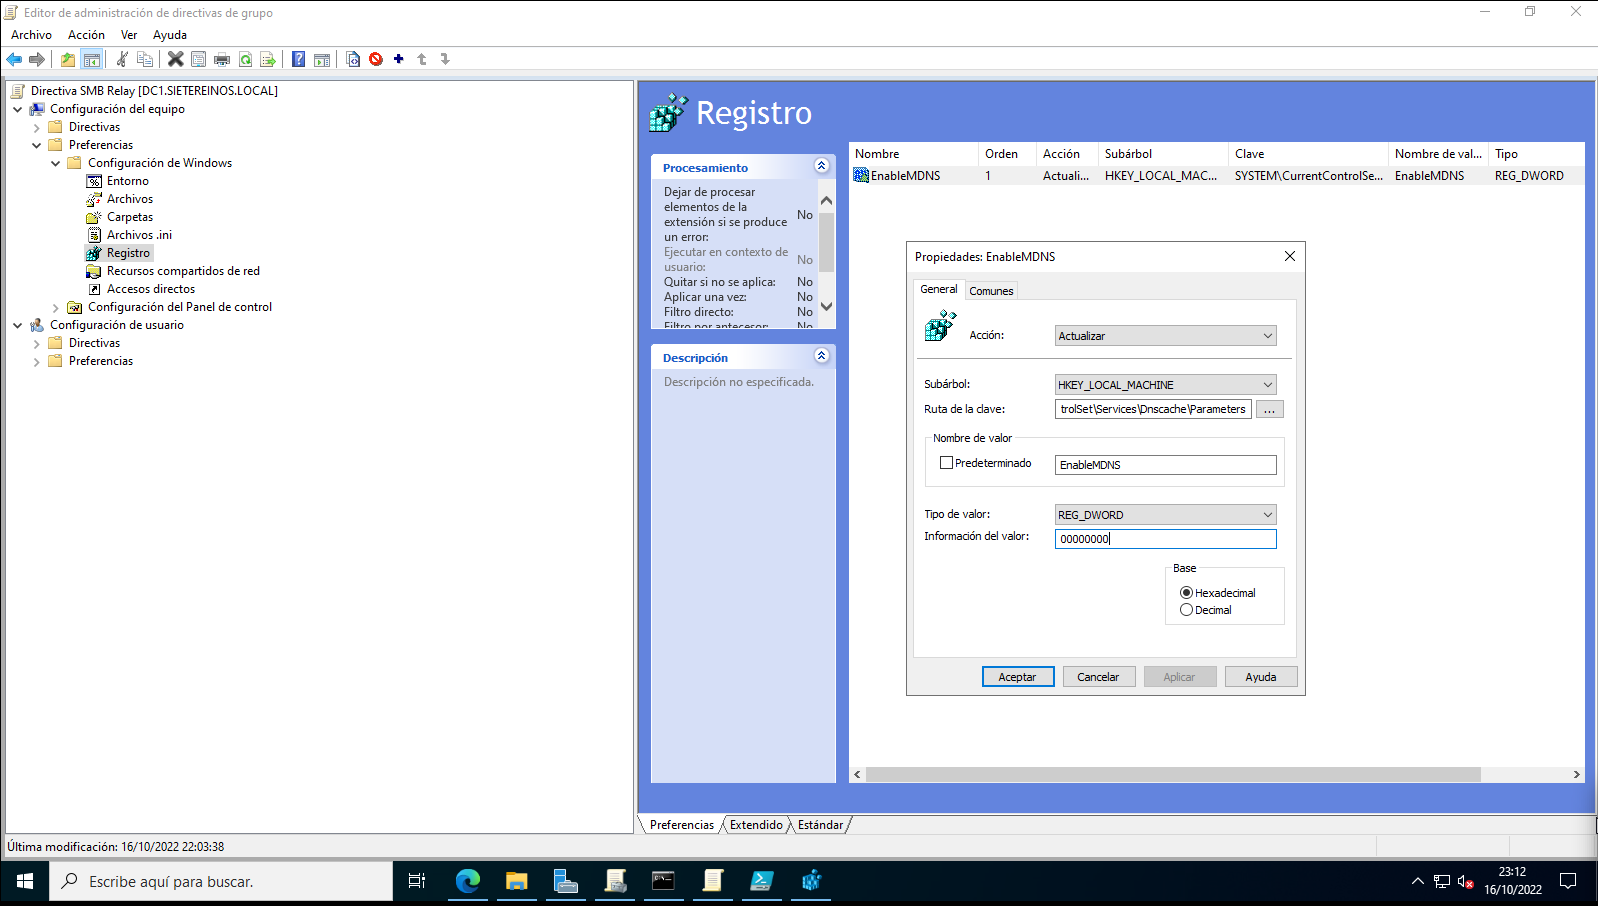 Editor de administración de directivas de grupo
Archivo Acción Ver Ayuda
Directiva SMB Relay [DC1.SIETEREINOS.LOCAL]
Configuración del equipo
Directivas
Preferencias
Configuración de Windows
Entorno
Archivos
Carpetas
Archivos .ini
Registro
Recursos compartidos de red
Accesos directos
Configuración del Panel de control
Configuración de usuario
Directivas
Preferencias
Registro
Procesamiento
Dejar de procesar
elementos de la
extensión si se produce
un error: No
Ejecutar en contexto de
usuario: No
Quitar si no se aplica: No
Aplicar una vez: No
Filtro directo: No
Filtro por antecesor: No
Descripción
Descripción no especificada.
Nombre Orden Acción Subárbol Clave Nombre de val... Tipo
EnableMDNS 1 Actuali... HKEY_LOCAL_MAC... SYSTEM\CurrentControlSe... EnableMDNS REG_DWORD
Propiedades: EnableMDNS
General Comunes
Acción: Actualizar
Subárbol: HKEY_LOCAL_MACHINE
Ruta de la clave: trolSet\Services\Dnscache\Parameters ...
Nombre de valor
Predeterminado EnableMDNS
Tipo de valor: REG_DWORD
Información del valor: 00000000
Base
Hexadecimal
Decimal
Aceptar Cancelar Aplicar Ayuda
Preferencias Extendido Estándar
Última modificación: 16/10/2022 22:03:38
Escribe aquí para buscar.
23:12
16/10/2022